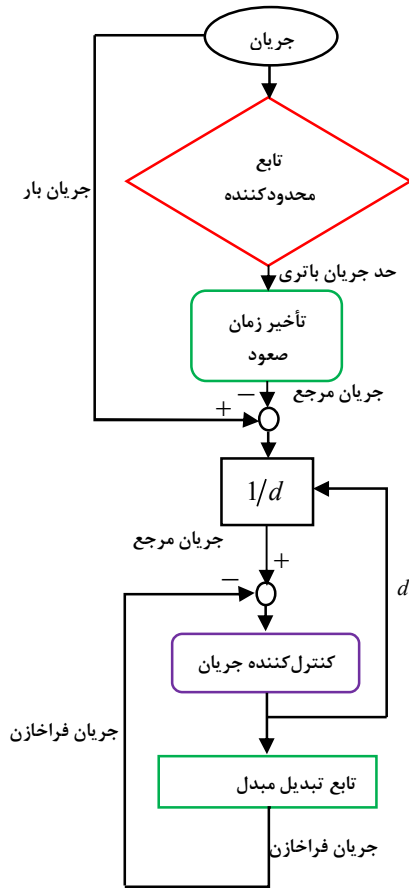 جریان
تابع
محدودکننده
جریان بار
حد جریان باتری
تأخیر زمان
صعود
جریان مرجع
−
+
1/d
جریان مرجع
+
−
d
کنترل‌کننده جریان
جریان فراخازن
تابع تبدیل مبدل
جریان فراخازن